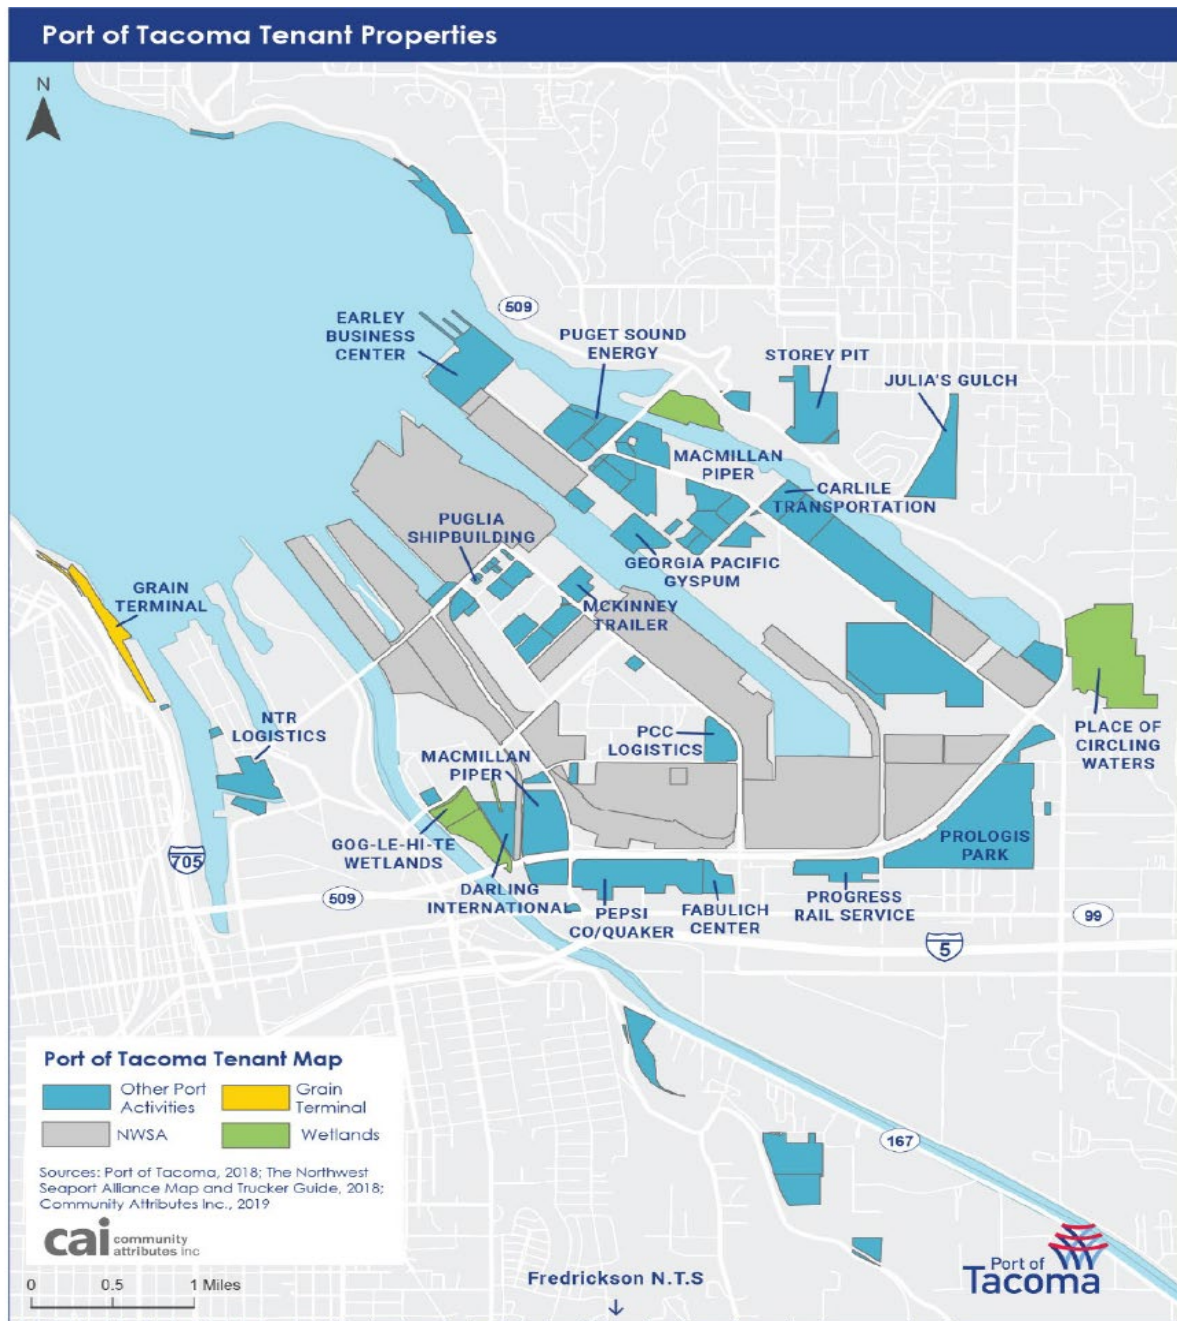 Port of Tacoma Tenant Properties
N
509
EARLEY
BUSINESS
CENTER
PUGET SOUND
ENERGY
STOREY PIT
JULIA'S GULCH
MACMILLAN
PIPER
CARLILE
TRANSPORTATION
PUGLIA
SHIPBUILDING
GEORGIA PACIFIC
GYSPUM
GRAIN
TERMINAL
MCKINNEY
TRAILER
NTR
LOGISTICS
PCC
LOGISTICS
PLACE OF
CIRCLING
WATERS
MACMILLAN
PIPER
GOG-LE-HI-TE
WETLANDS
PROLOGIS
PARK
705
509
DARLING
INTERNATIONAL
PEPSI
CO/QUAKER
FABULICH
CENTER
PROGRESS
RAIL SERVICE
99
5
Port of Tacoma Tenant Map
Other Port
Activities
Grain
Terminal
NWSA
Wetlands
Sources: Port of Tacoma, 2018; The Northwest
Seaport Alliance Map and Trucker Guide, 2018;
Community Attributes Inc., 2019
cai community
attributes inc
167
0 0.5 1 Miles
Fredrickson N.T.S
Port of
Tacoma